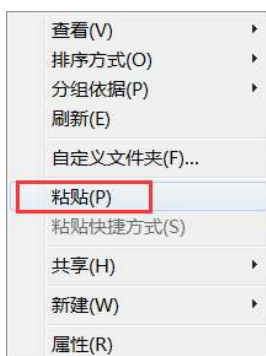 查看(V)
排序方式(O)
分组依据(P)
刷新(E)
自定义文件夹(F)...
粘贴(P)
粘贴快捷方式(S)
共享(H)
新建(W)
属性(R)